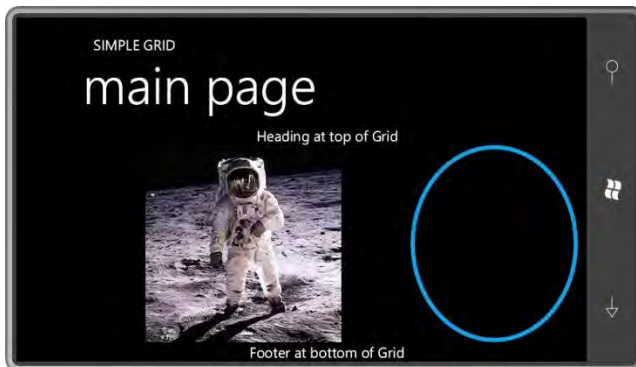 SIMPLE GRID
main page
Heading at top of Grid
Footer at bottom of Grid